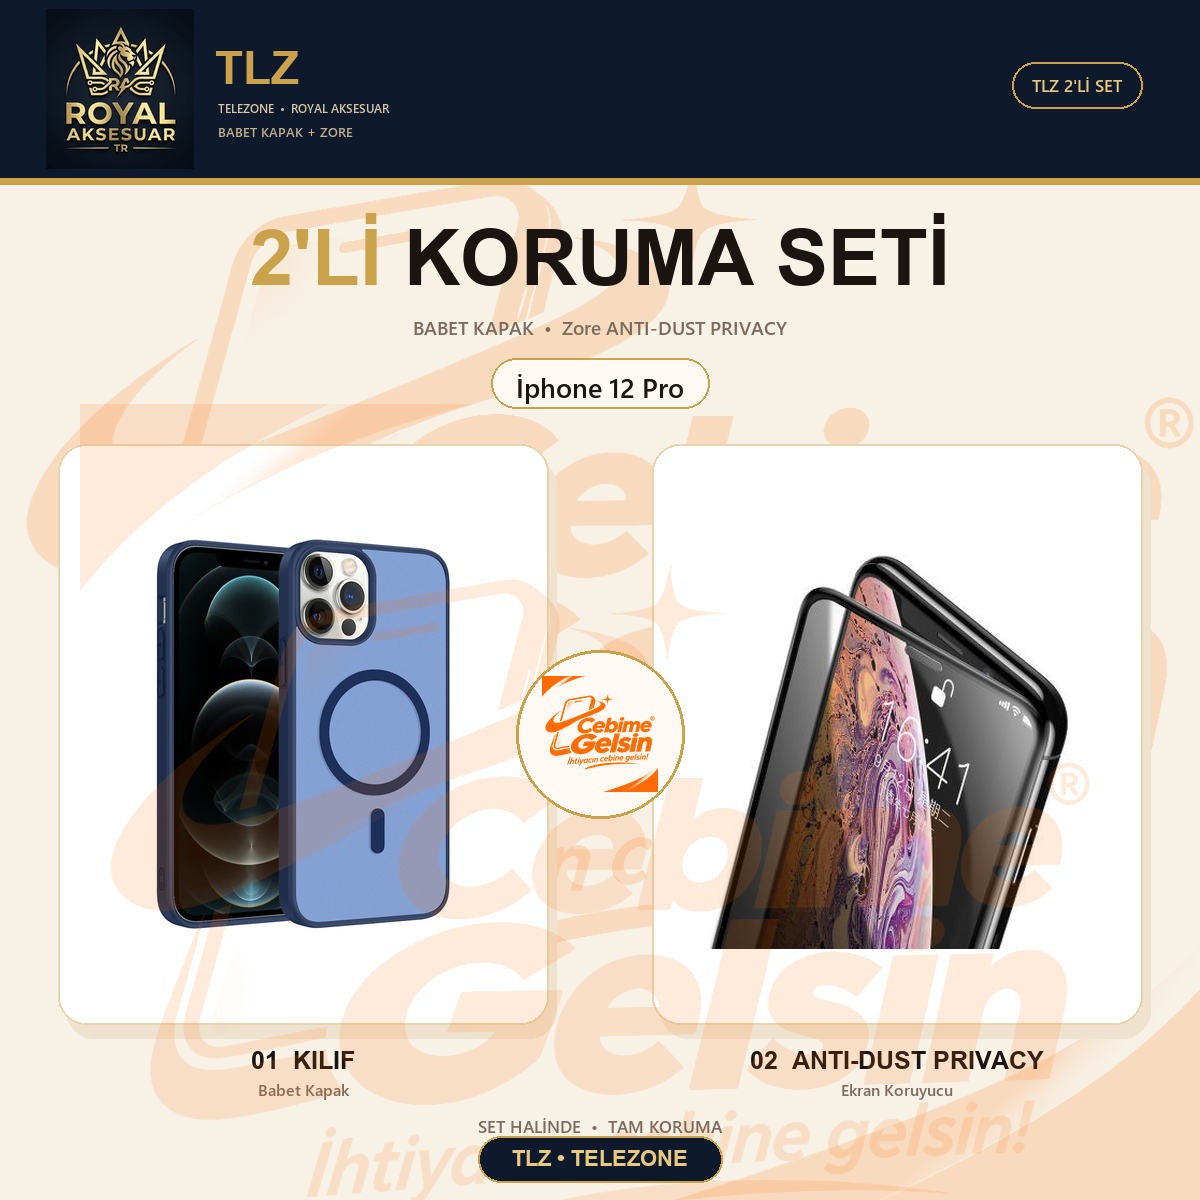 ROYAL
AKSESUAR
TR
TLZ
TELEZONE • ROYAL AKSESUAR
BABET KAPAK + ZORE
TLZ 2'Lİ SET
2'Lİ KORUMA SETİ
BABET KAPAK • Zore ANTI-DUST PRIVACY
İphone 12 Pro
Cebime
Gelsin
İhtiyacın cebine gelsin!
01 KILIF
Babet Kapak
02 ANTI-DUST PRIVACY
Ekran Koruyucu
SET HALİNDE • TAM KORUMA
TLZ • TELEZONE
Cebime
Gelsin